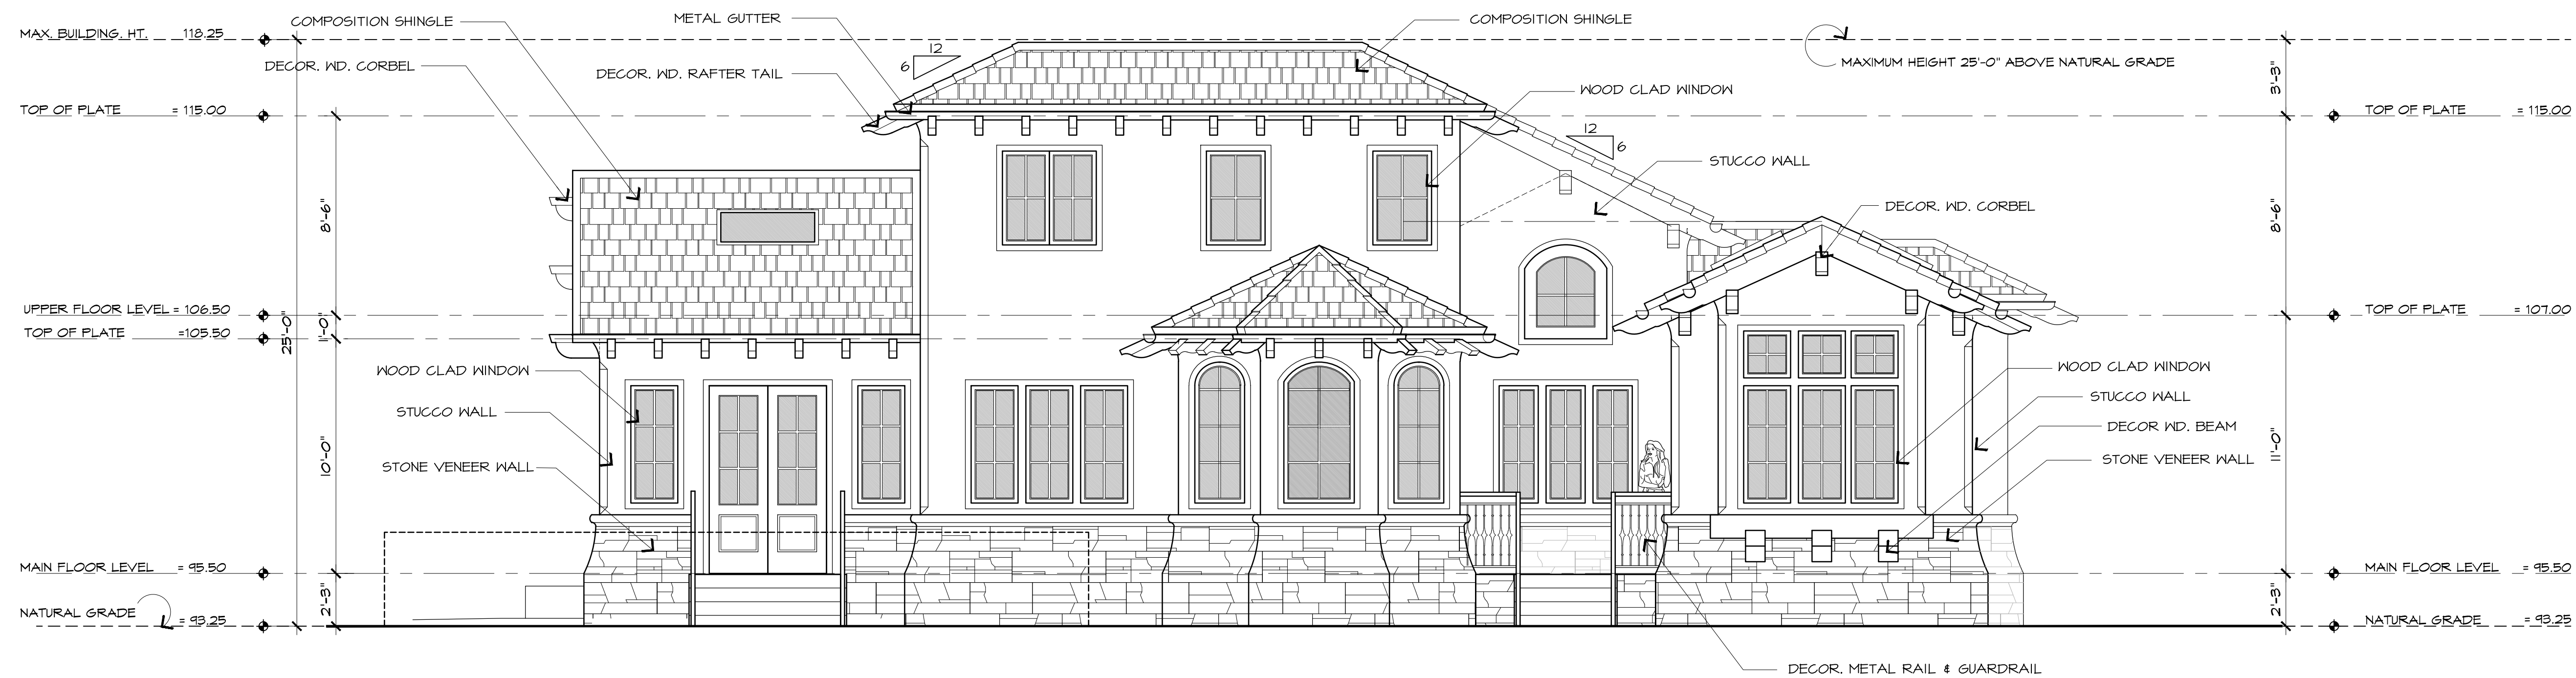 COMPOSITION SHINGLE
METAL GUTTER
COMPOSITION SHINGLE
MAX. BUILDING. HT. 118.25
12
6
DECOR. WD. CORBEL
DECOR. WD. RAFTER TAIL
MAXIMUM HEIGHT 25'-0" ABOVE NATURAL GRADE
3'-3"
WOOD CLAD WINDOW
TOP OF PLATE = 115.00
TOP OF PLATE = 115.00
12
6
STUCCO WALL
8'-6"
DECOR. WD. CORBEL
8'-6"
UPPER FLOOR LEVEL = 106.50
TOP OF PLATE = 107.00
TOP OF PLATE =105.50
25'-0"
1'-0"
WOOD CLAD WINDOW
WOOD CLAD WINDOW
STUCCO WALL
STUCCO WALL
DECOR WD. BEAM
10'-0"
11'-0"
STONE VENEER WALL
STONE VENEER WALL
MAIN FLOOR LEVEL = 95.50
MAIN FLOOR LEVEL = 95.50
2'-3"
2'-3"
NATURAL GRADE = 93.25
NATURAL GRADE = 93.25
DECOR. METAL RAIL & GUARDRAIL